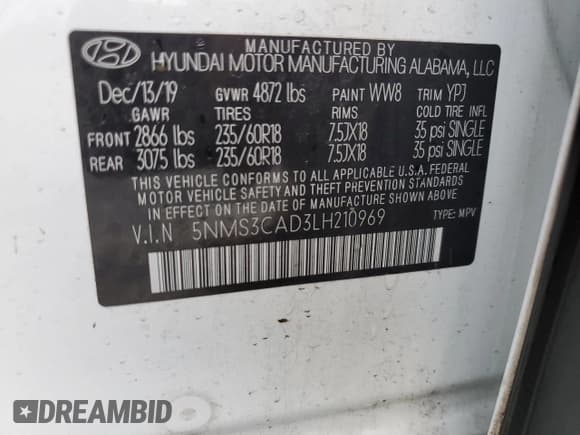 MANUFACTURED BY
HYUNDAI MOTOR MANUFACTURING ALABAMA, LLC
Dec/13/19 GVWR 4872 lbs PAINT WW8 TRIM YPJ
GAWR TIRES RIMS COLD TIRE INFL
FRONT 2866 lbs 235/60R18 7.5JX18 35 psi SINGLE
REAR 3075 lbs 235/60R18 7.5JX18 35 psi SINGLE
THIS VEHICLE CONFORMS TO ALL APPLICABLE U.S.A. FEDERAL
MOTOR VEHICLE SAFETY AND THEFT PREVENTION STANDARDS
IN EFFECT ON THE DATE OF MANUFACTURE SHOWN ABOVE.
V.I.N 5NMS3CAD3LH210969 TYPE: MPV
DREAMBID